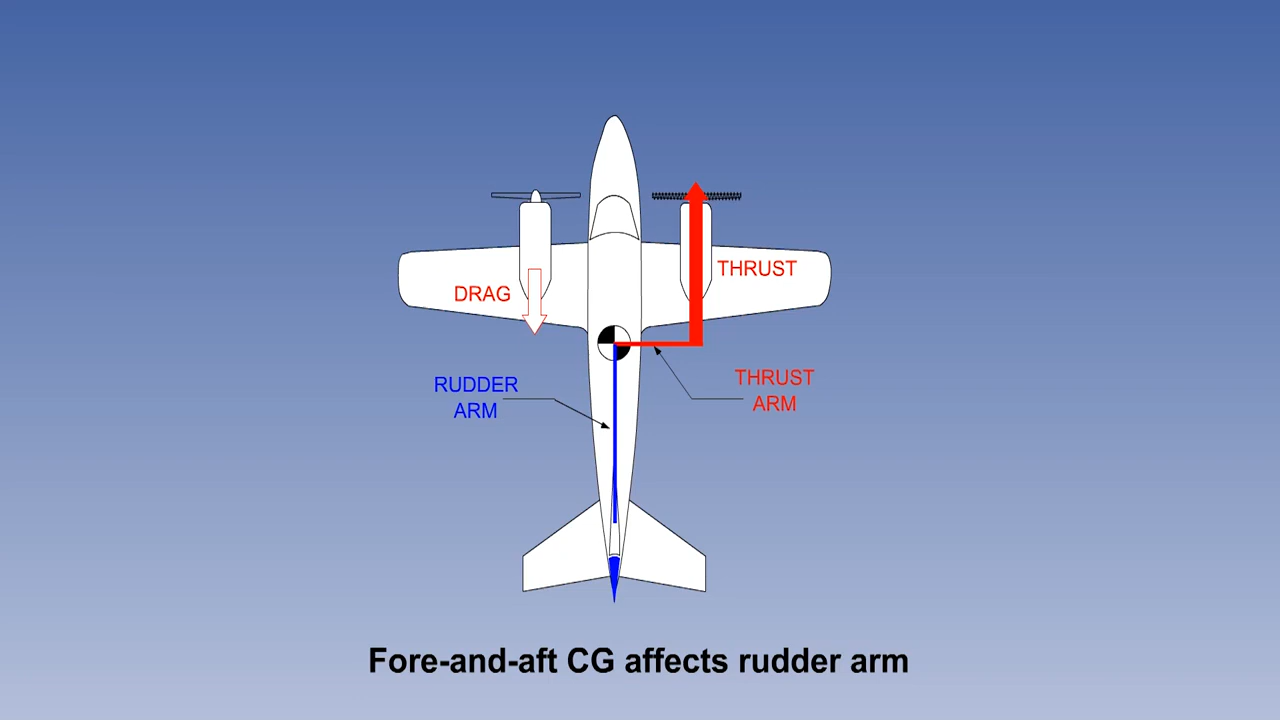 THRUST
DRAG
THRUST
ARM
RUDDER
ARM
Fore-and-aft CG affects rudder arm